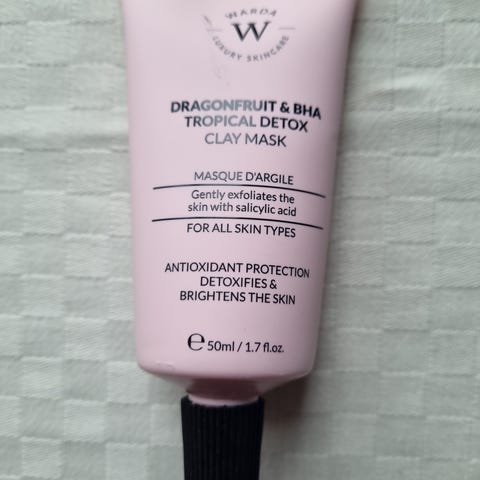 WARDA
W
LUXURY SKINCARE
DRAGONFRUIT & BHA
TROPICAL DETOX
CLAY MASK
MASQUE D'ARGILE
Gently exfoliates the
skin with salicylic acid
FOR ALL SKIN TYPES
ANTIOXIDANT PROTECTION
DETOXIFIES &
BRIGHTENS THE SKIN
℮ 50ml / 1.7 fl.oz.